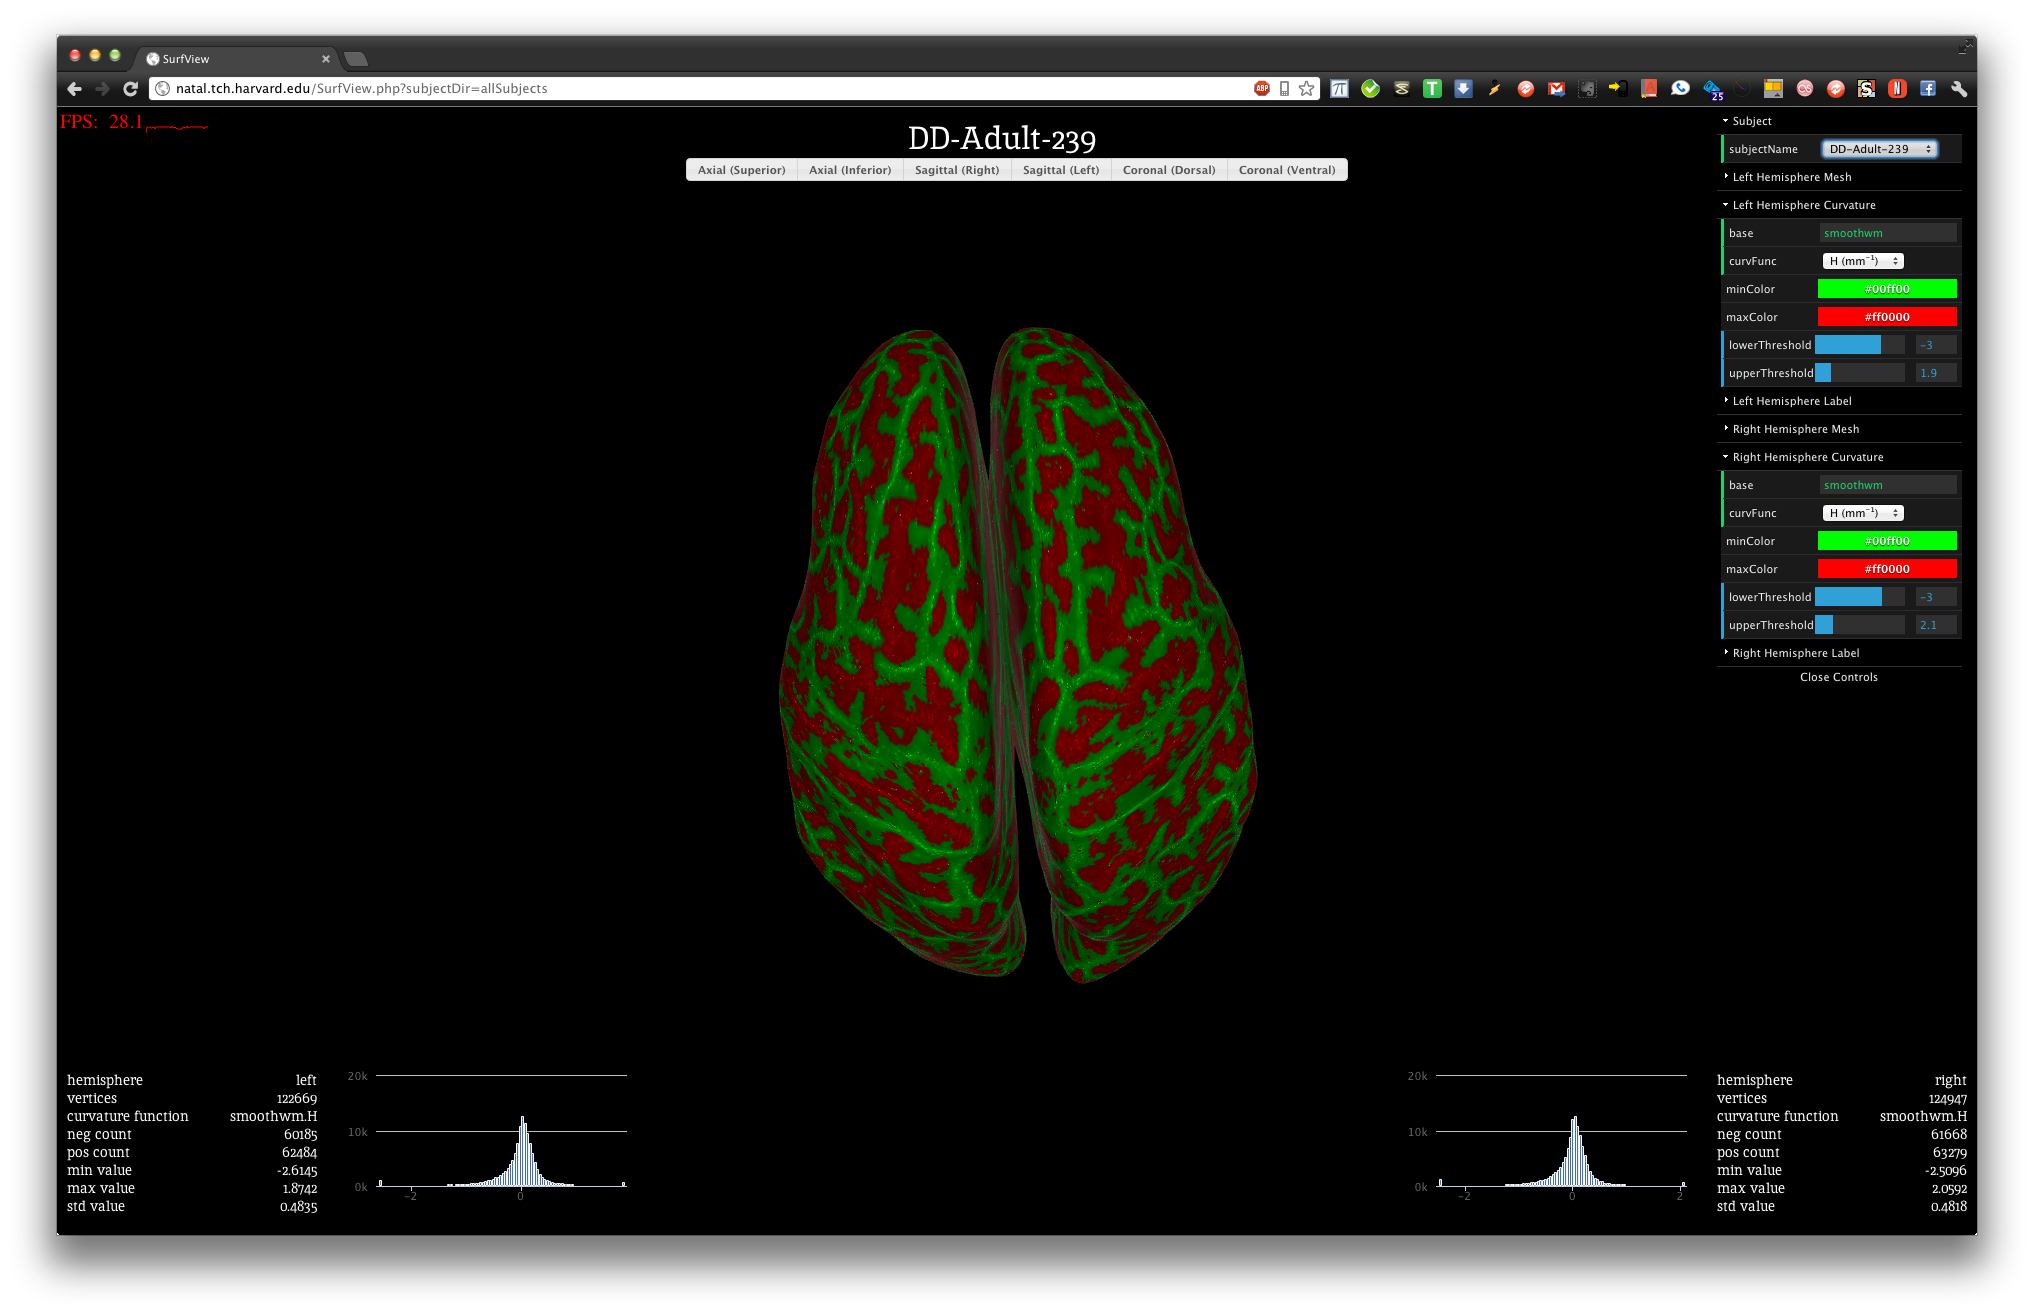 SurfView
natal.tch.harvard.edu/SurfView.php?subjectDir=allSubjects
ABP
25
FPS: 28.1
DD-Adult-239
Axial (Superior) Axial (Inferior) Sagittal (Right) Sagittal (Left) Coronal (Dorsal) Coronal (Ventral)
Subject
subjectName DD-Adult-239
Left Hemisphere Mesh
Left Hemisphere Curvature
base smoothwm
curvFunc H (mm⁻¹)
minColor #00ff00
maxColor #ff0000
lowerThreshold -3
upperThreshold 1.9
Left Hemisphere Label
Right Hemisphere Mesh
Right Hemisphere Curvature
base smoothwm
curvFunc H (mm⁻¹)
minColor #00ff00
maxColor #ff0000
lowerThreshold -3
upperThreshold 2.1
Right Hemisphere Label
Close Controls
hemisphere left
vertices 122669
curvature function smoothwm.H
neg count 60185
pos count 62484
min value -2.6145
max value 1.8742
std value 0.4835
20k
10k
0k
-2 0
20k
10k
0k
-2 0 2
hemisphere right
vertices 124947
curvature function smoothwm.H
neg count 61668
pos count 63279
min value -2.5096
max value 2.0592
std value 0.4818